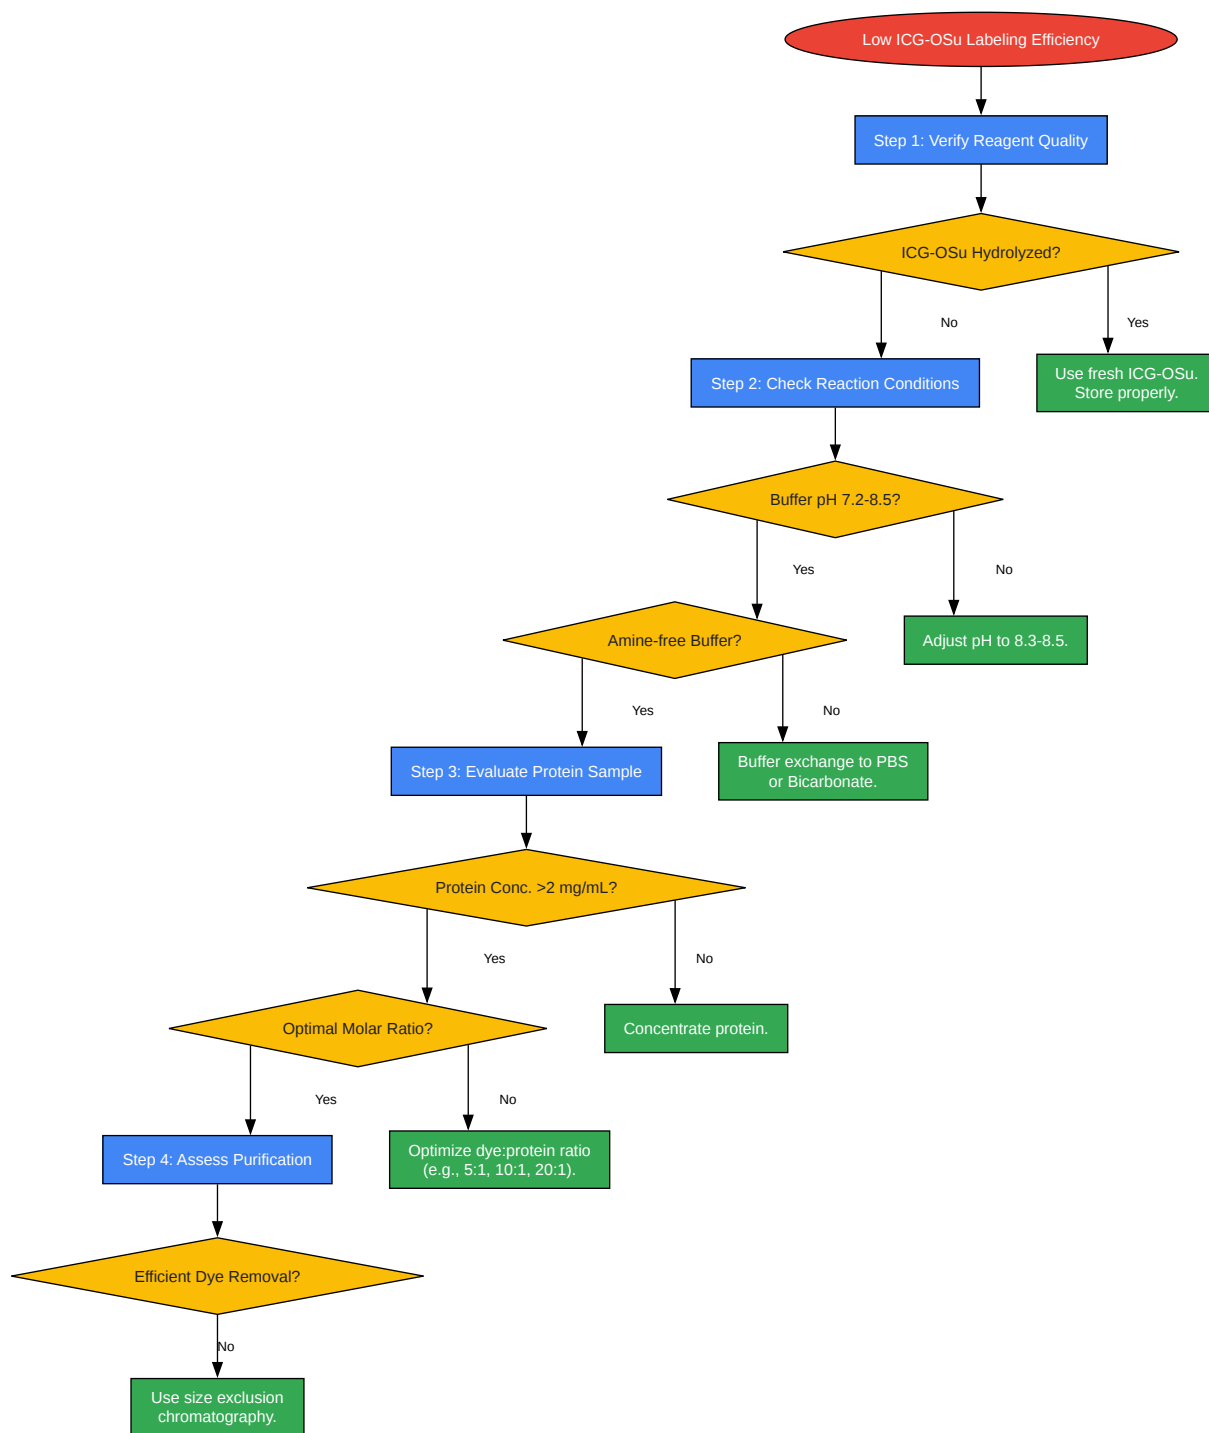 Low ICG-OSu Labeling Efficiency
Step 1: Verify Reagent Quality
ICG-OSu Hydrolyzed?
No
Yes
Step 2: Check Reaction Conditions
Use fresh ICG-OSu.
Store properly.
Buffer pH 7.2-8.5?
Yes
No
Amine-free Buffer?
Adjust pH to 8.3-8.5.
Yes
No
Step 3: Evaluate Protein Sample
Buffer exchange to PBS
or Bicarbonate.
Protein Conc. >2 mg/mL?
Yes
No
Optimal Molar Ratio?
Concentrate protein.
Yes
No
Step 4: Assess Purification
Optimize dye:protein ratio
(e.g., 5:1, 10:1, 20:1).
Efficient Dye Removal?
No
Use size exclusion
chromatography.